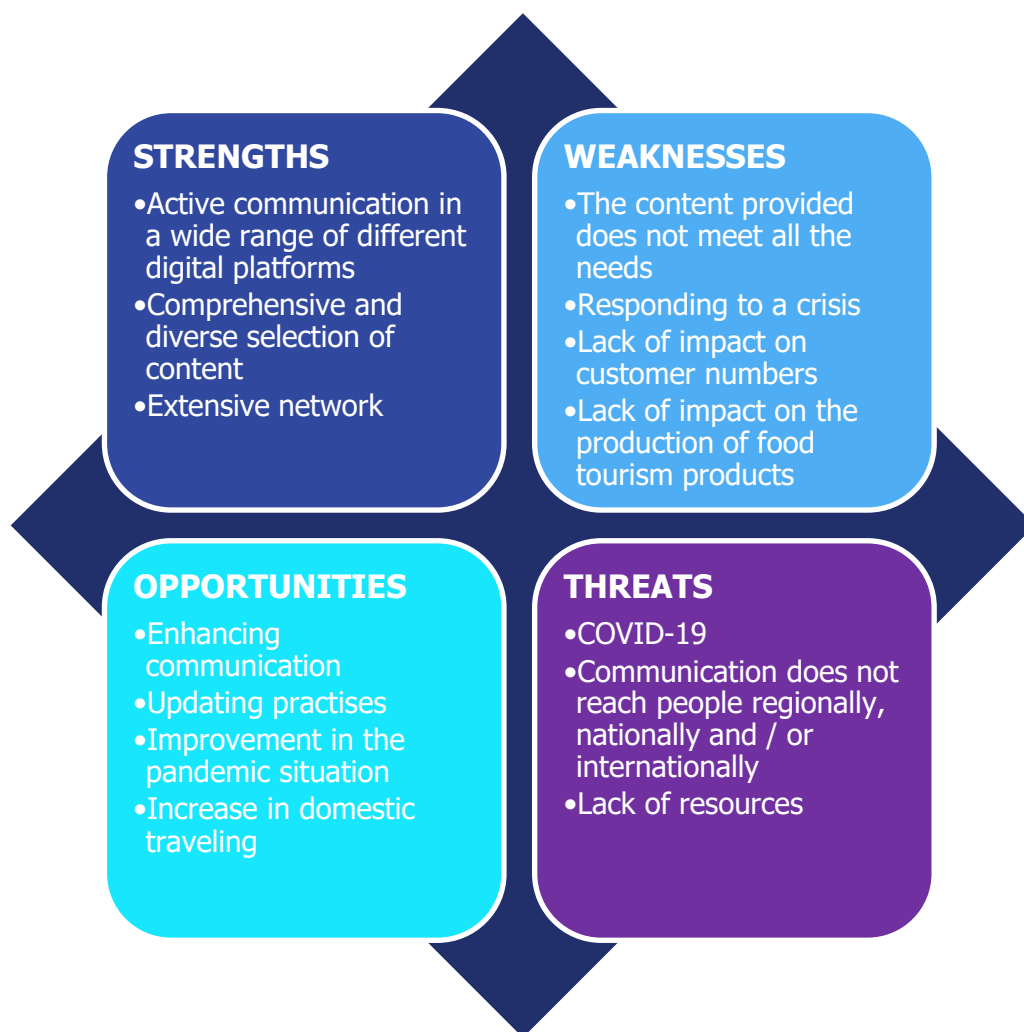 STRENGTHS
•Active communication in
a wide range of different
digital platforms
•Comprehensive and
diverse selection of
content
•Extensive network
WEAKNESSES
•The content provided
does not meet all the
needs
•Responding to a crisis
•Lack of impact on
customer numbers
•Lack of impact on the
production of food
tourism products
OPPORTUNITIES
•Enhancing
communication
•Updating practises
•Improvement in the
pandemic situation
•Increase in domestic
traveling
THREATS
•COVID-19
•Communication does not
reach people regionally,
nationally and / or
internationally
•Lack of resources